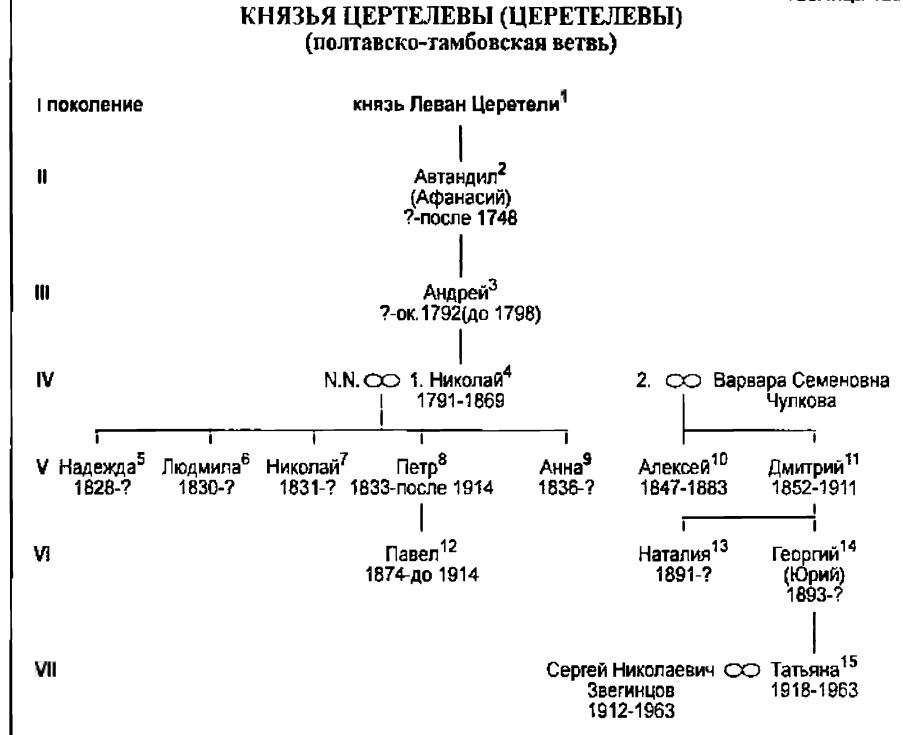 КНЯЗЬЯ ЦЕРТЕЛЕВЫ (ЦЕРЕТЕЛЕВЫ)
(полтавско-тамбовская ветвь)
I поколение князь Леван Церетели¹
II Автандил²
(Афанасий)
?-после 1748
III Андрей³
?-ок.1792(до 1798)
IV N.N. ∞ 1. Николай⁴ 2. ∞ Варвара Семеновна
1791-1869 Чулкова
V Надежда⁵ Людмила⁶ Николай⁷ Петр⁸ Анна⁹ Алексей¹⁰ Дмитрий¹¹
1828-? 1830-? 1831-? 1833-после 1914 1836-? 1847-1883 1852-1911
VI Павел¹² Наталия¹³ Георгий¹⁴
1874-до 1914 1891-? (Юрий)
1893-?
VII Сергей Николаевич ∞ Татьяна¹⁵
Звегинцов 1918-1963
1912-1963